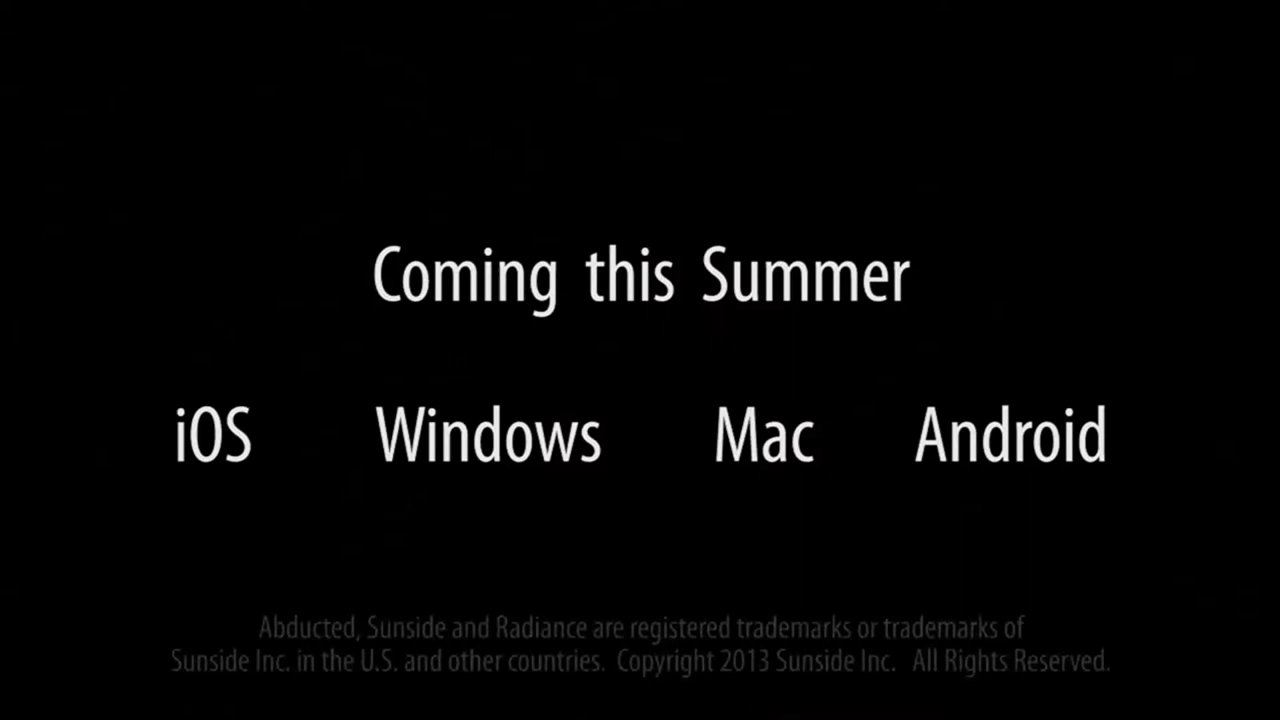 Coming this Summer
iOS Windows Mac Android
Abducted, Sunside and Radiance are registered trademarks or trademarks of
Sunside Inc. in the U.S. and other countries. Copyright 2013 Sunside Inc. All Rights Reserved.